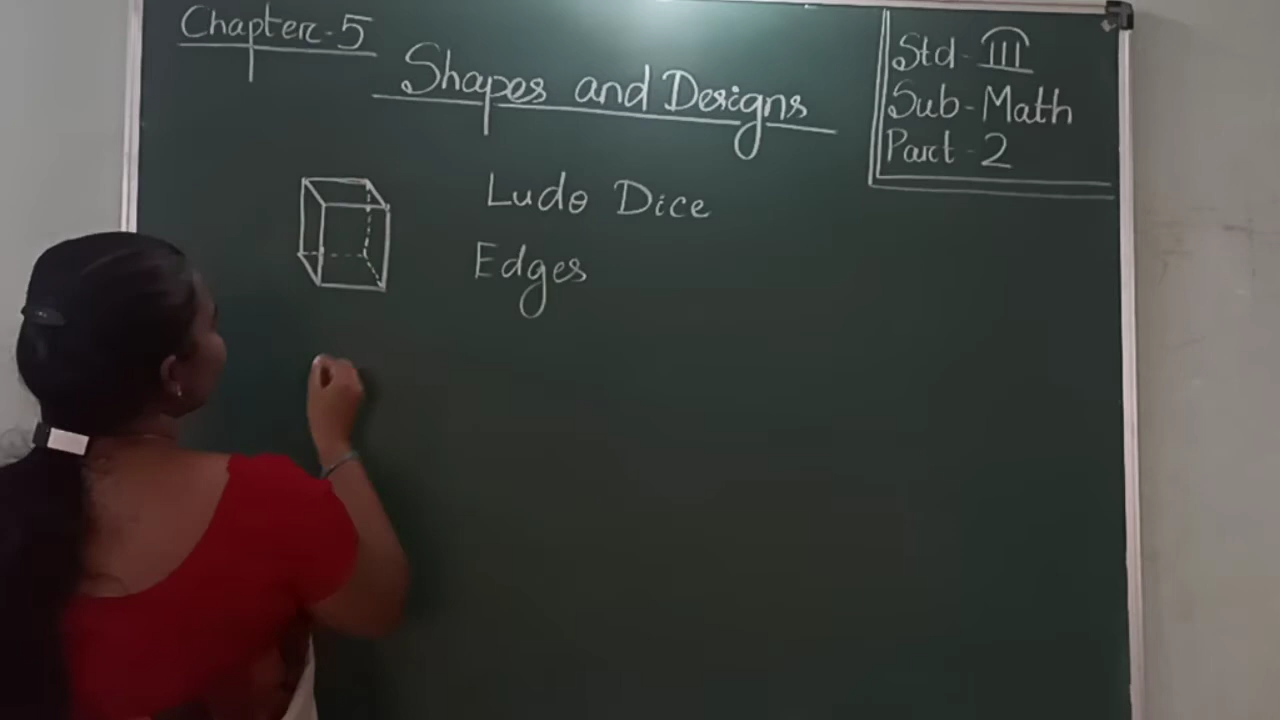 Chapter-5
Shapes and Designs
Std-III
Sub-Math
Part-2
Ludo Dice
Edges